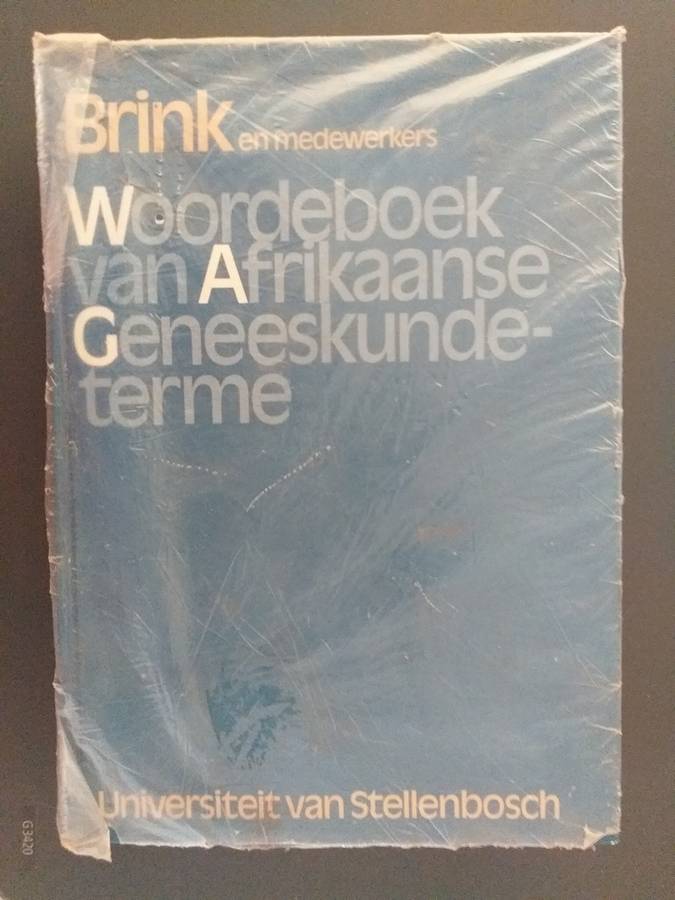 Brink en medewerkers
Woordeboek
van Afrikaanse
Geneeskunde-
terme
Universiteit van Stellenbosch
G3420